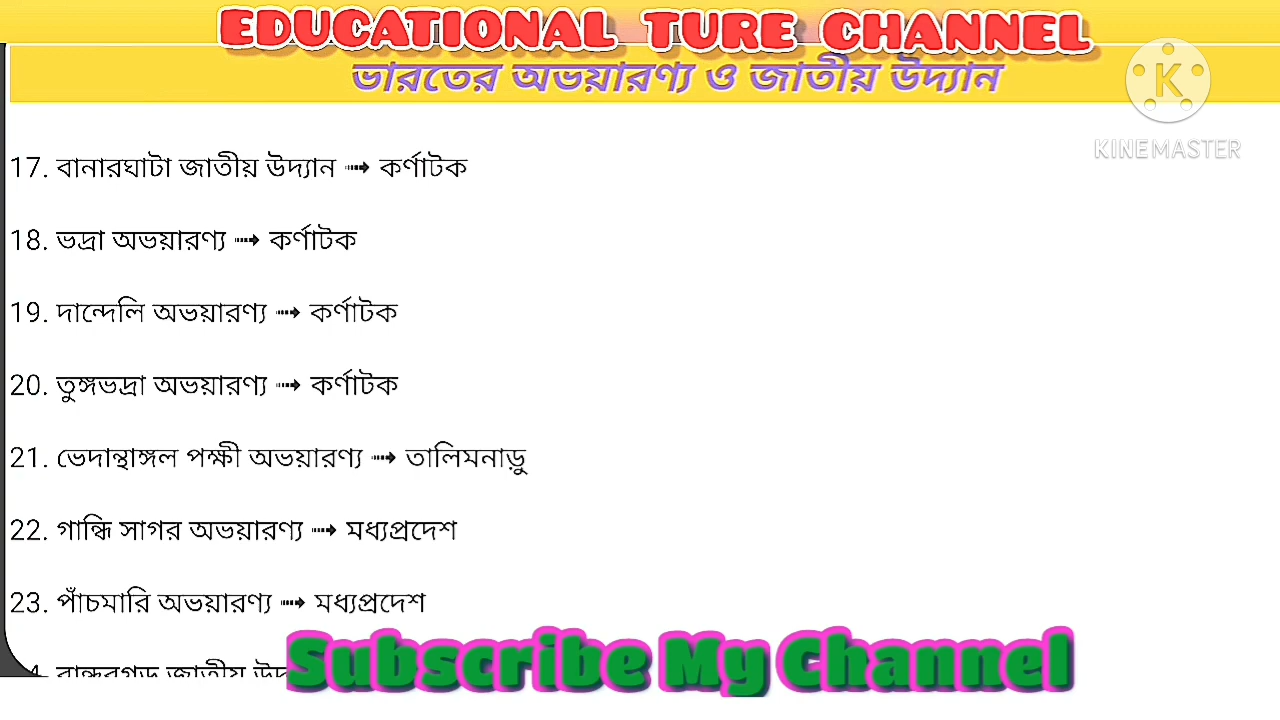 EDUCATIONAL TURE CHANNEL
ভারতের অভয়ারণ্য ও জাতীয় উদ্যান
K
KINEMASTER
17. বানারঘাটা জাতীয় উদ্যান ⤑ কর্ণাটক
18. ভদ্রা অভয়ারণ্য ⤑ কর্ণাটক
19. দান্দেলি অভয়ারণ্য ⤑ কর্ণাটক
20. তুঙ্গভদ্রা অভয়ারণ্য ⤑ কর্ণাটক
21. ভেদান্থাঙ্গল পক্ষী অভয়ারণ্য ⤑ তালিমনাড়ু
22. গান্ধি সাগর অভয়ারণ্য ⤑ মধ্যপ্রদেশ
23. পাঁচমারি অভয়ারণ্য ⤑ মধ্যপ্রদেশ
জাতীয়
Subscribe My Channel